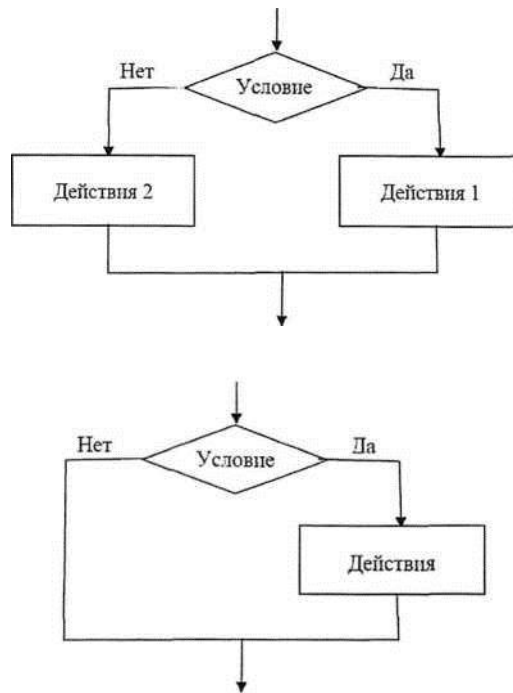 Нет
Да
Условие
Действия 2
Действия 1
Нет
Да
Условие
Действия